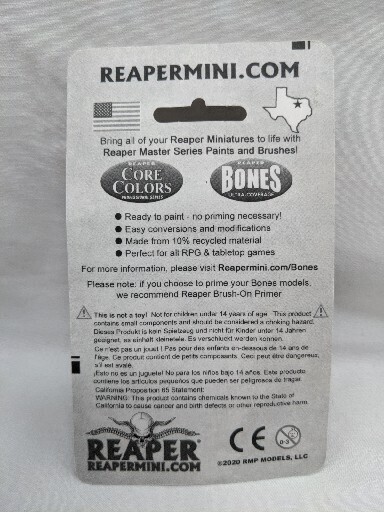 REAPERMINI.COM
Bring all of your Reaper Miniatures to life with
Reaper Master Series Paints and Brushes!
REAPER
CORE
COLORS
REAPER
BONES
ULTRA-COVERAGE
● Ready to paint - no priming necessary!
● Easy conversions and modifications
● Made from 10% recycled material
● Perfect for all RPG & tabletop games
For more information, please visit Reapermini.com/Bones
Please note: if you choose to prime your Bones models,
we recommend Reaper Brush-On Primer
This is not a toy! Not for children under 14 years of age. This product
contains small components and should be considered a choking hazard.
Dieses Produkt is kein Spielzeug und nicht für Kinder unter 14 Jahren
geeignet, es enthalt kleinteile. Es verschluckt werden konnen.
Ce n'est pas un jouet ! Pas pour des enfants en-dessous de 14 ans de
l'âge. Ce produit contient de petits composants. Ceci peut être dangereux,
s'il est avalé.
¡Esto no es un juguete! No para los niños bajo 14 años. Este producto
contiene los artículos pequeños que pueden ser peligrosas de tragar.
California Proposition 65 Statement:
WARNING: This product contains chemicals known to the State of
California to cause cancer and birth defects or other reproductive harm.
REAPER
REAPERMINI.COM
CE
0-3
©2020 RMP MODELS, LLC